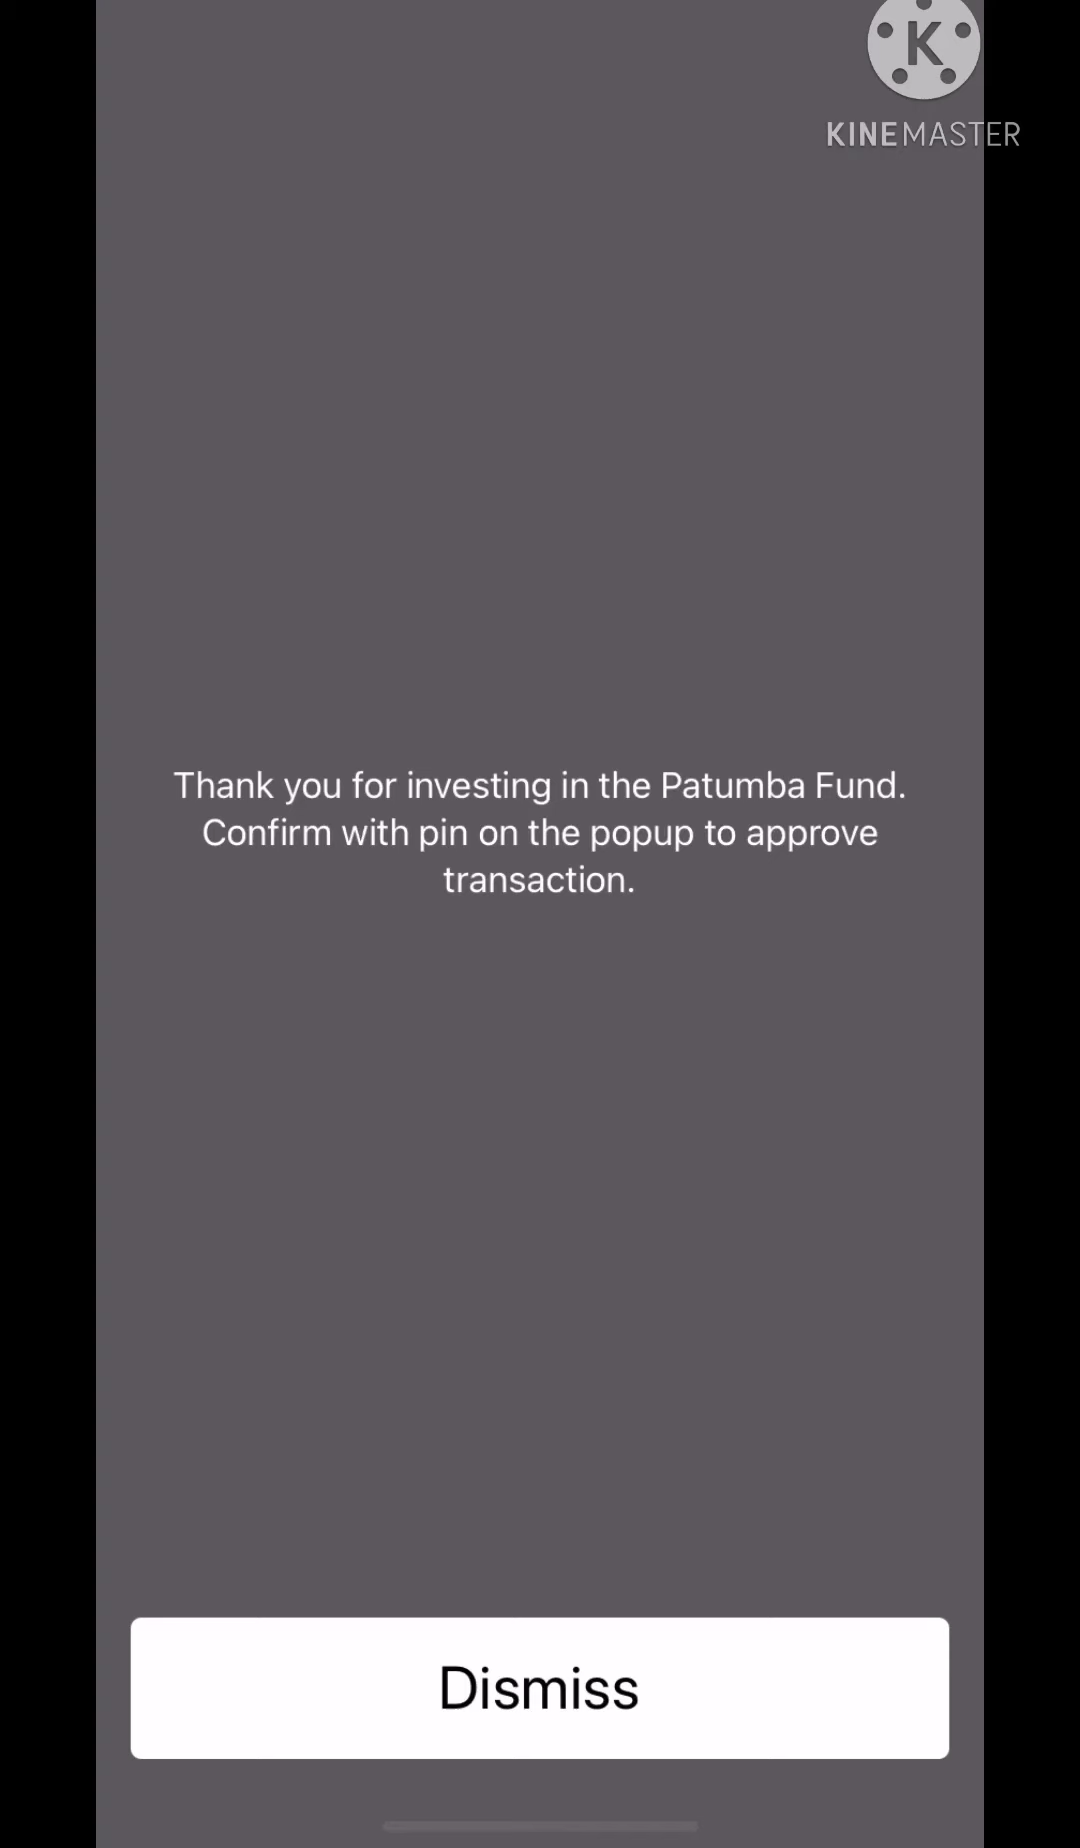 K
KINEMASTER
Thank you for investing in the Patumba Fund.
Confirm with pin on the popup to approve
transaction.
Dismiss